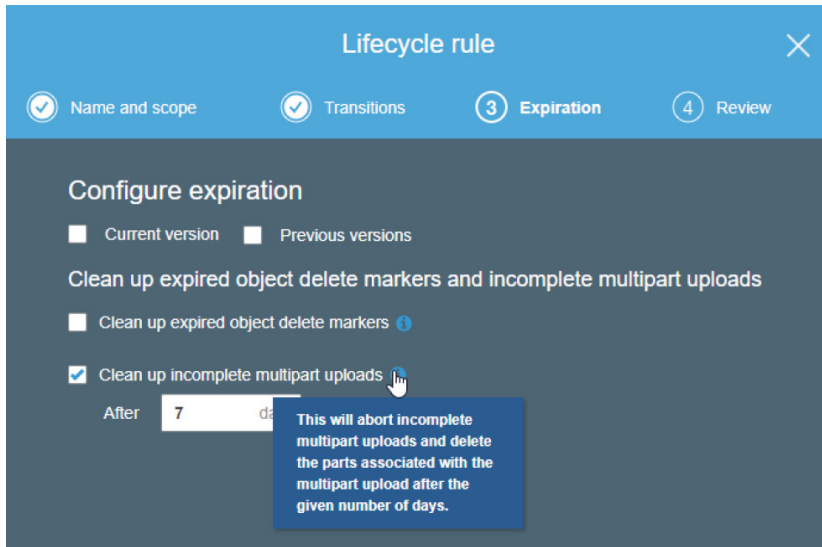 Lifecycle rule
Name and scope
Transitions
3 Expiration
4 Review
Configure expiration
Current version
Previous versions
Clean up expired object delete markers and incomplete multipart uploads
Clean up expired object delete markers i
Clean up incomplete multipart uploads
After 7
This will abort incomplete
multipart uploads and delete
the parts associated with the
multipart upload after the
given number of days.